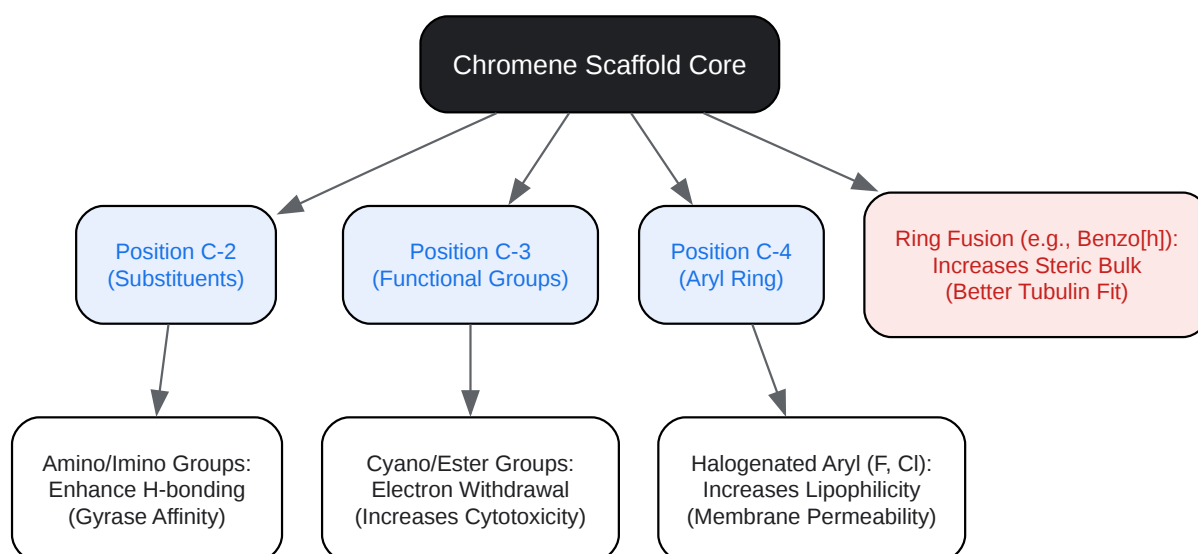 Chromene Scaffold Core
Position C-2
(Substituents)
Position C-3
(Functional Groups)
Position C-4
(Aryl Ring)
Ring Fusion (e.g., Benzo[h]):
Increases Steric Bulk
(Better Tubulin Fit)
Amino/Imino Groups:
Enhance H-bonding
(Gyrase Affinity)
Cyano/Ester Groups:
Electron Withdrawal
(Increases Cytotoxicity)
Halogenated Aryl (F, Cl):
Increases Lipophilicity
(Membrane Permeability)